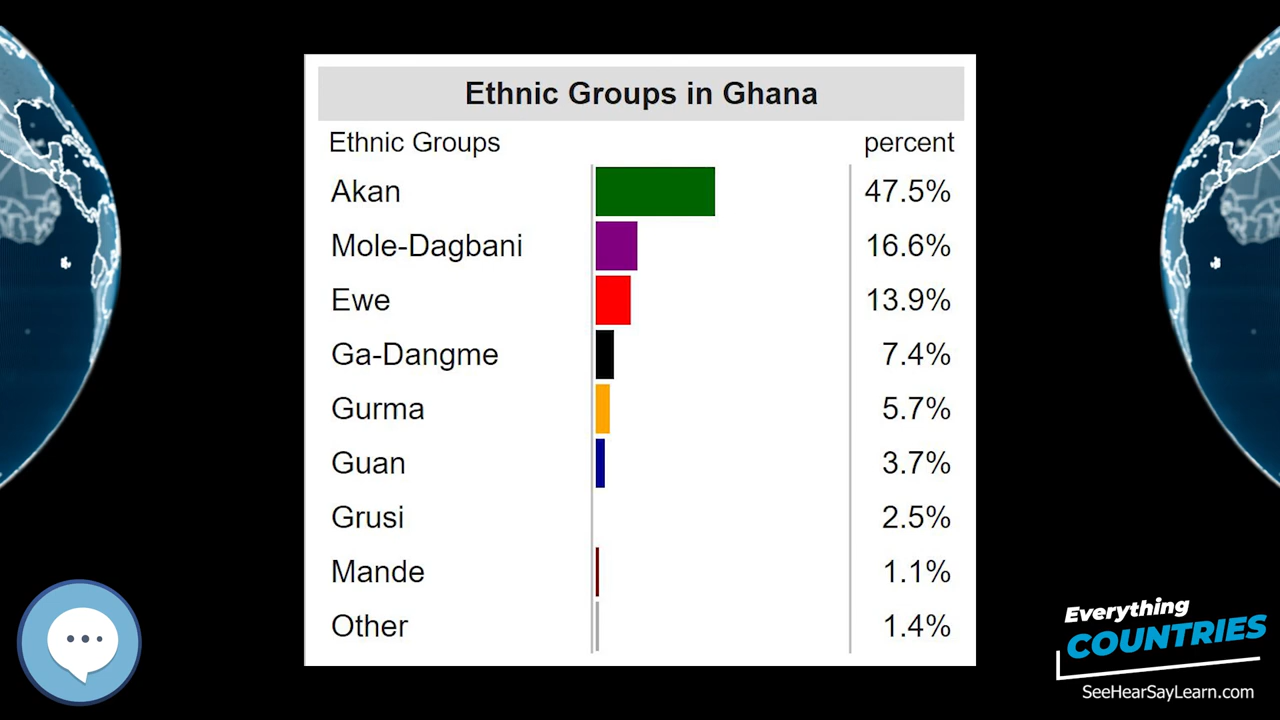 Ethnic Groups in Ghana
Ethnic Groups percent
Akan 47.5%
Mole-Dagbani 16.6%
Ewe 13.9%
Ga-Dangme 7.4%
Gurma 5.7%
Guan 3.7%
Grusi 2.5%
Mande 1.1%
Other 1.4%
Everything
COUNTRIES
SeeHearSayLearn.com